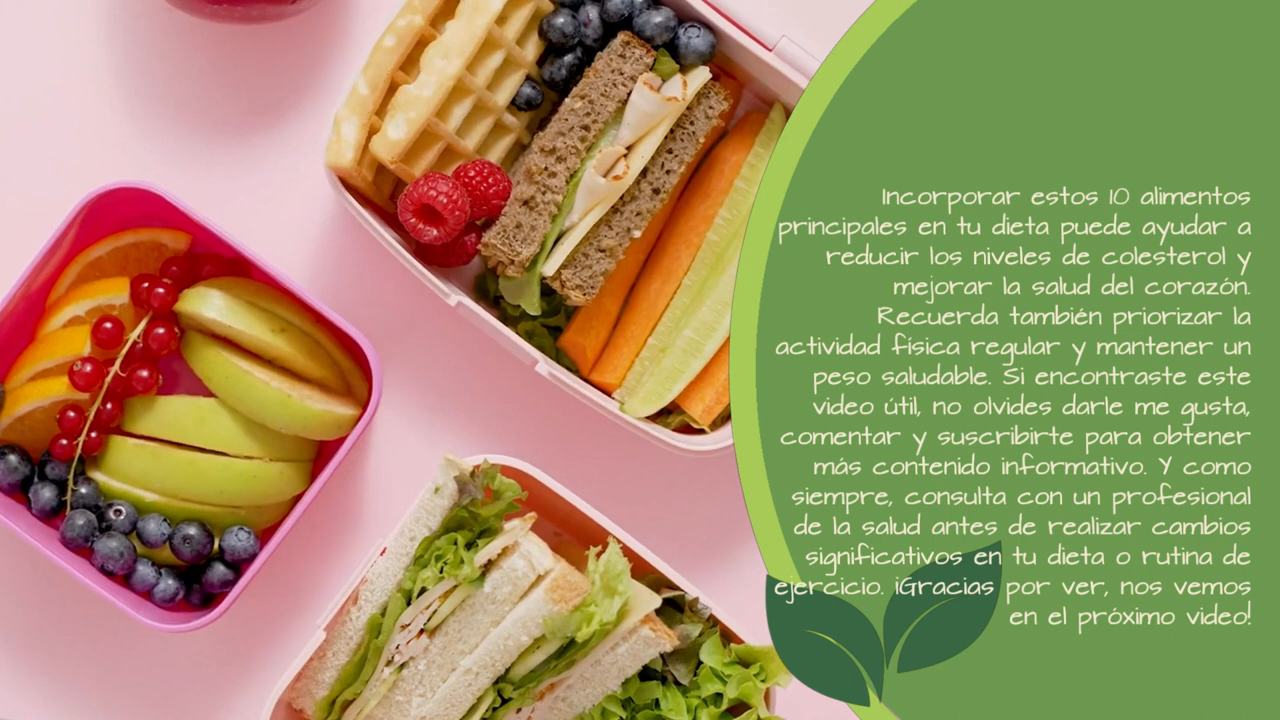 Incorporar estos 10 alimentos
principales en tu dieta puede ayudar a
reducir los niveles de colesterol y
mejorar la salud del corazón.
Recuerda también priorizar la
actividad física regular y mantener un
peso saludable. Si encontraste este
video útil, no olvides darle me gusta,
comentar y suscribirte para obtener
más contenido informativo. Y como
siempre, consulta con un profesional
de la salud antes de realizar cambios
significativos en tu dieta o rutina de
ejercicio. ¡Gracias por ver, nos vemos
en el próximo video!